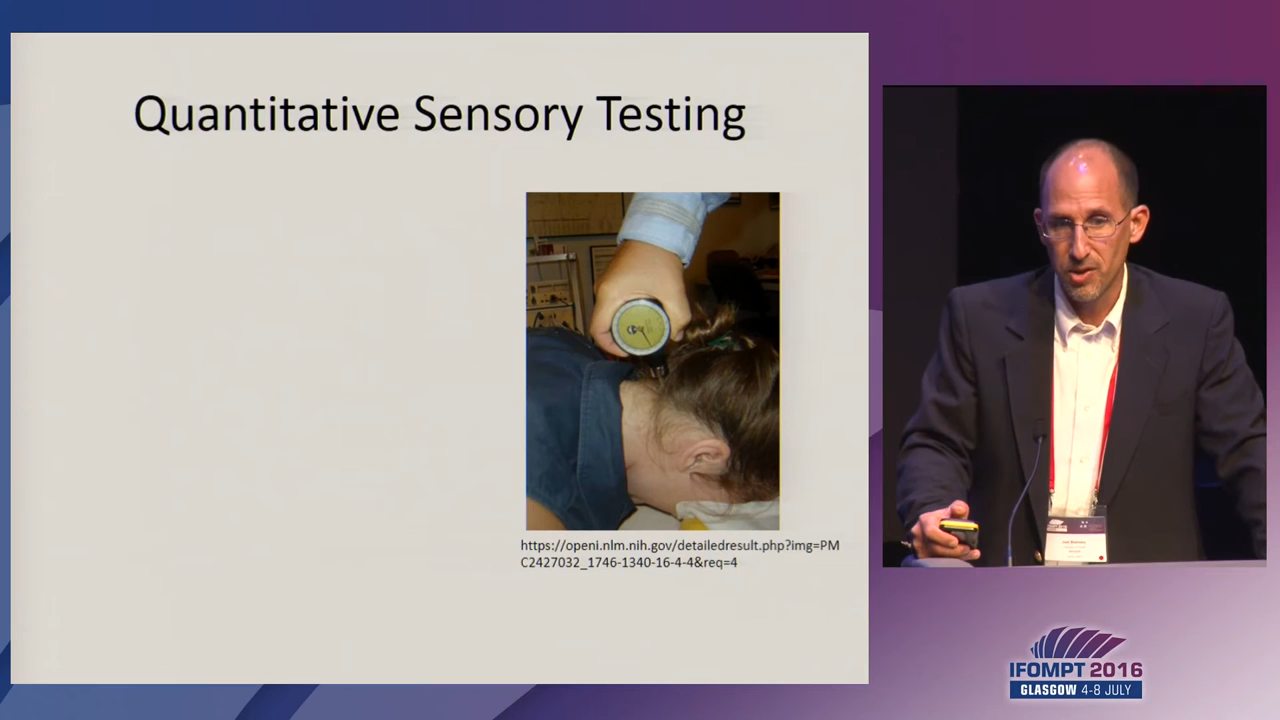 Quantitative Sensory Testing
https://openi.nlm.nih.gov/detailedresult.php?img=PM
C2427032_1746-1340-16-4-4&req=4
IFOMPT 2016
GLASGOW 4-8 JULY